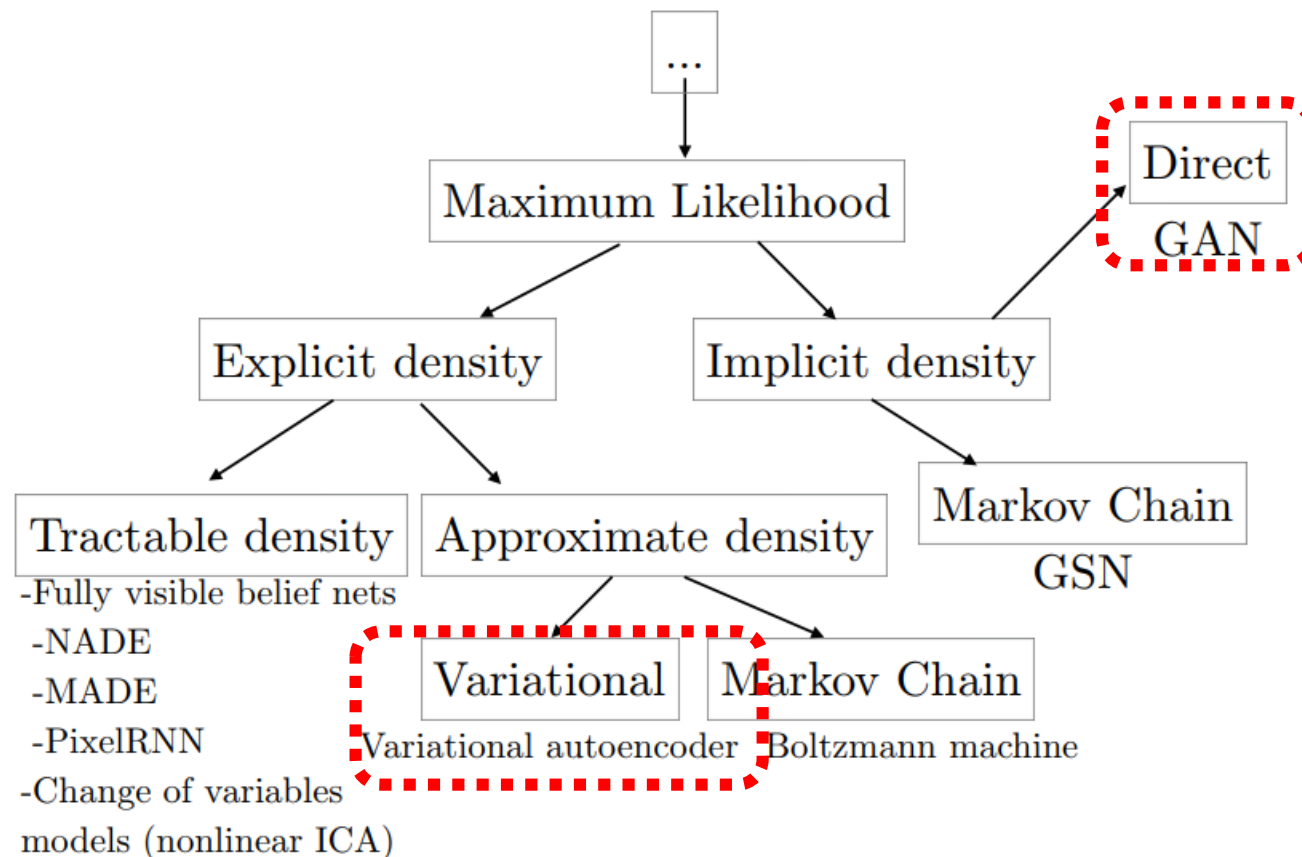 ...
Maximum Likelihood
Direct
GAN
Explicit density
Implicit density
Tractable density
-Fully visible belief nets
-NADE
-MADE
-PixelRNN
-Change of variables
models (nonlinear ICA)
Approximate density
Variational
Variational autoencoder
Markov Chain
Boltzmann machine
Markov Chain
GSN